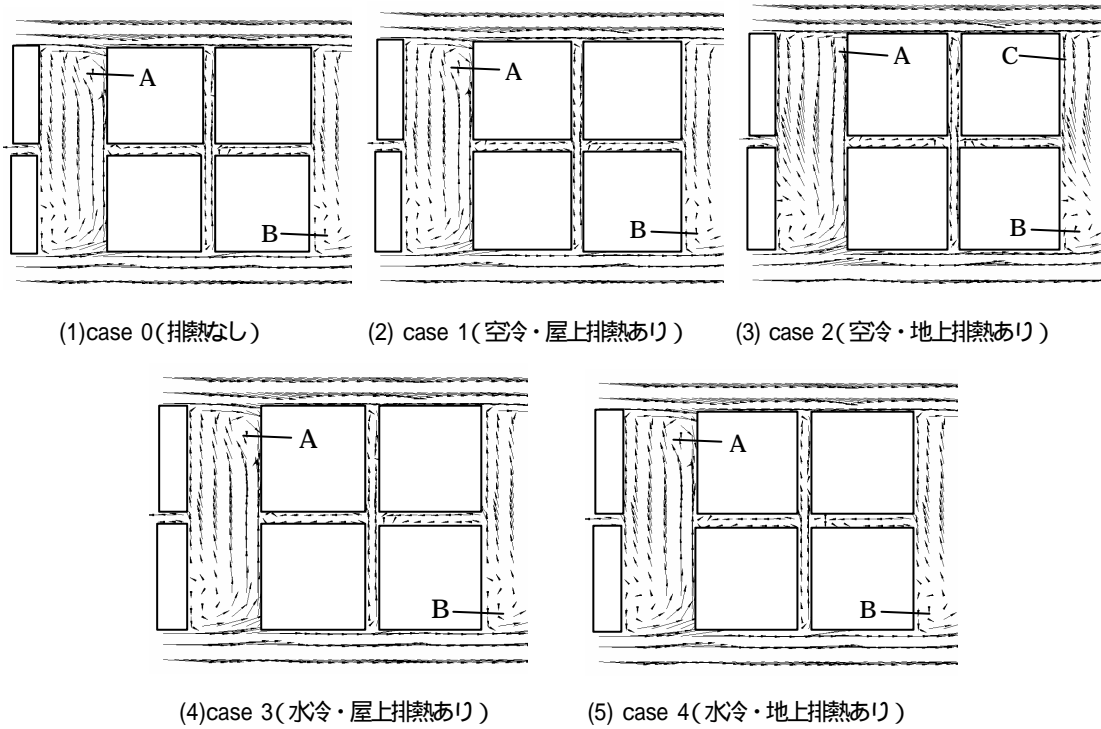 A
B
(1)case 0(排熱なし)
A
B
(2) case 1(空冷・屋上排熱あり)
A
C
B
(3) case 2(空冷・地上排熱あり)
A
B
(4)case 3(水冷・屋上排熱あり)
A
B
(5) case 4(水冷・地上排熱あり)